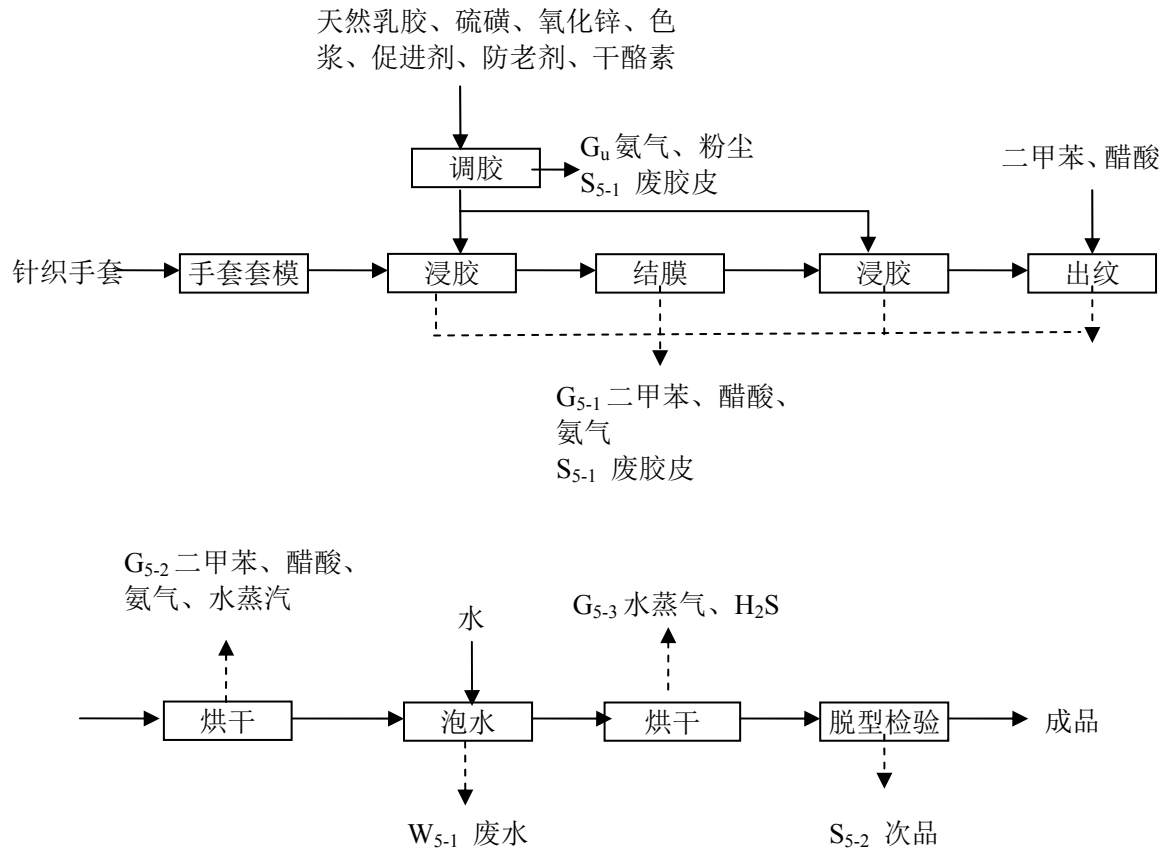 天然乳胶、硫磺、氧化锌、色
浆、促进剂、防老剂、干酪素
调胶
Gu 氨气、粉尘
S5-1 废胶皮
二甲苯、醋酸
针织手套
手套套模
浸胶
结膜
浸胶
出纹
G5-1 二甲苯、醋酸、
氨气
S5-1 废胶皮
G5-2 二甲苯、醋酸、
氨气、水蒸汽
水
G5-3 水蒸气、H2S
烘干
泡水
烘干
脱型检验
成品
W5-1 废水
S5-2 次品